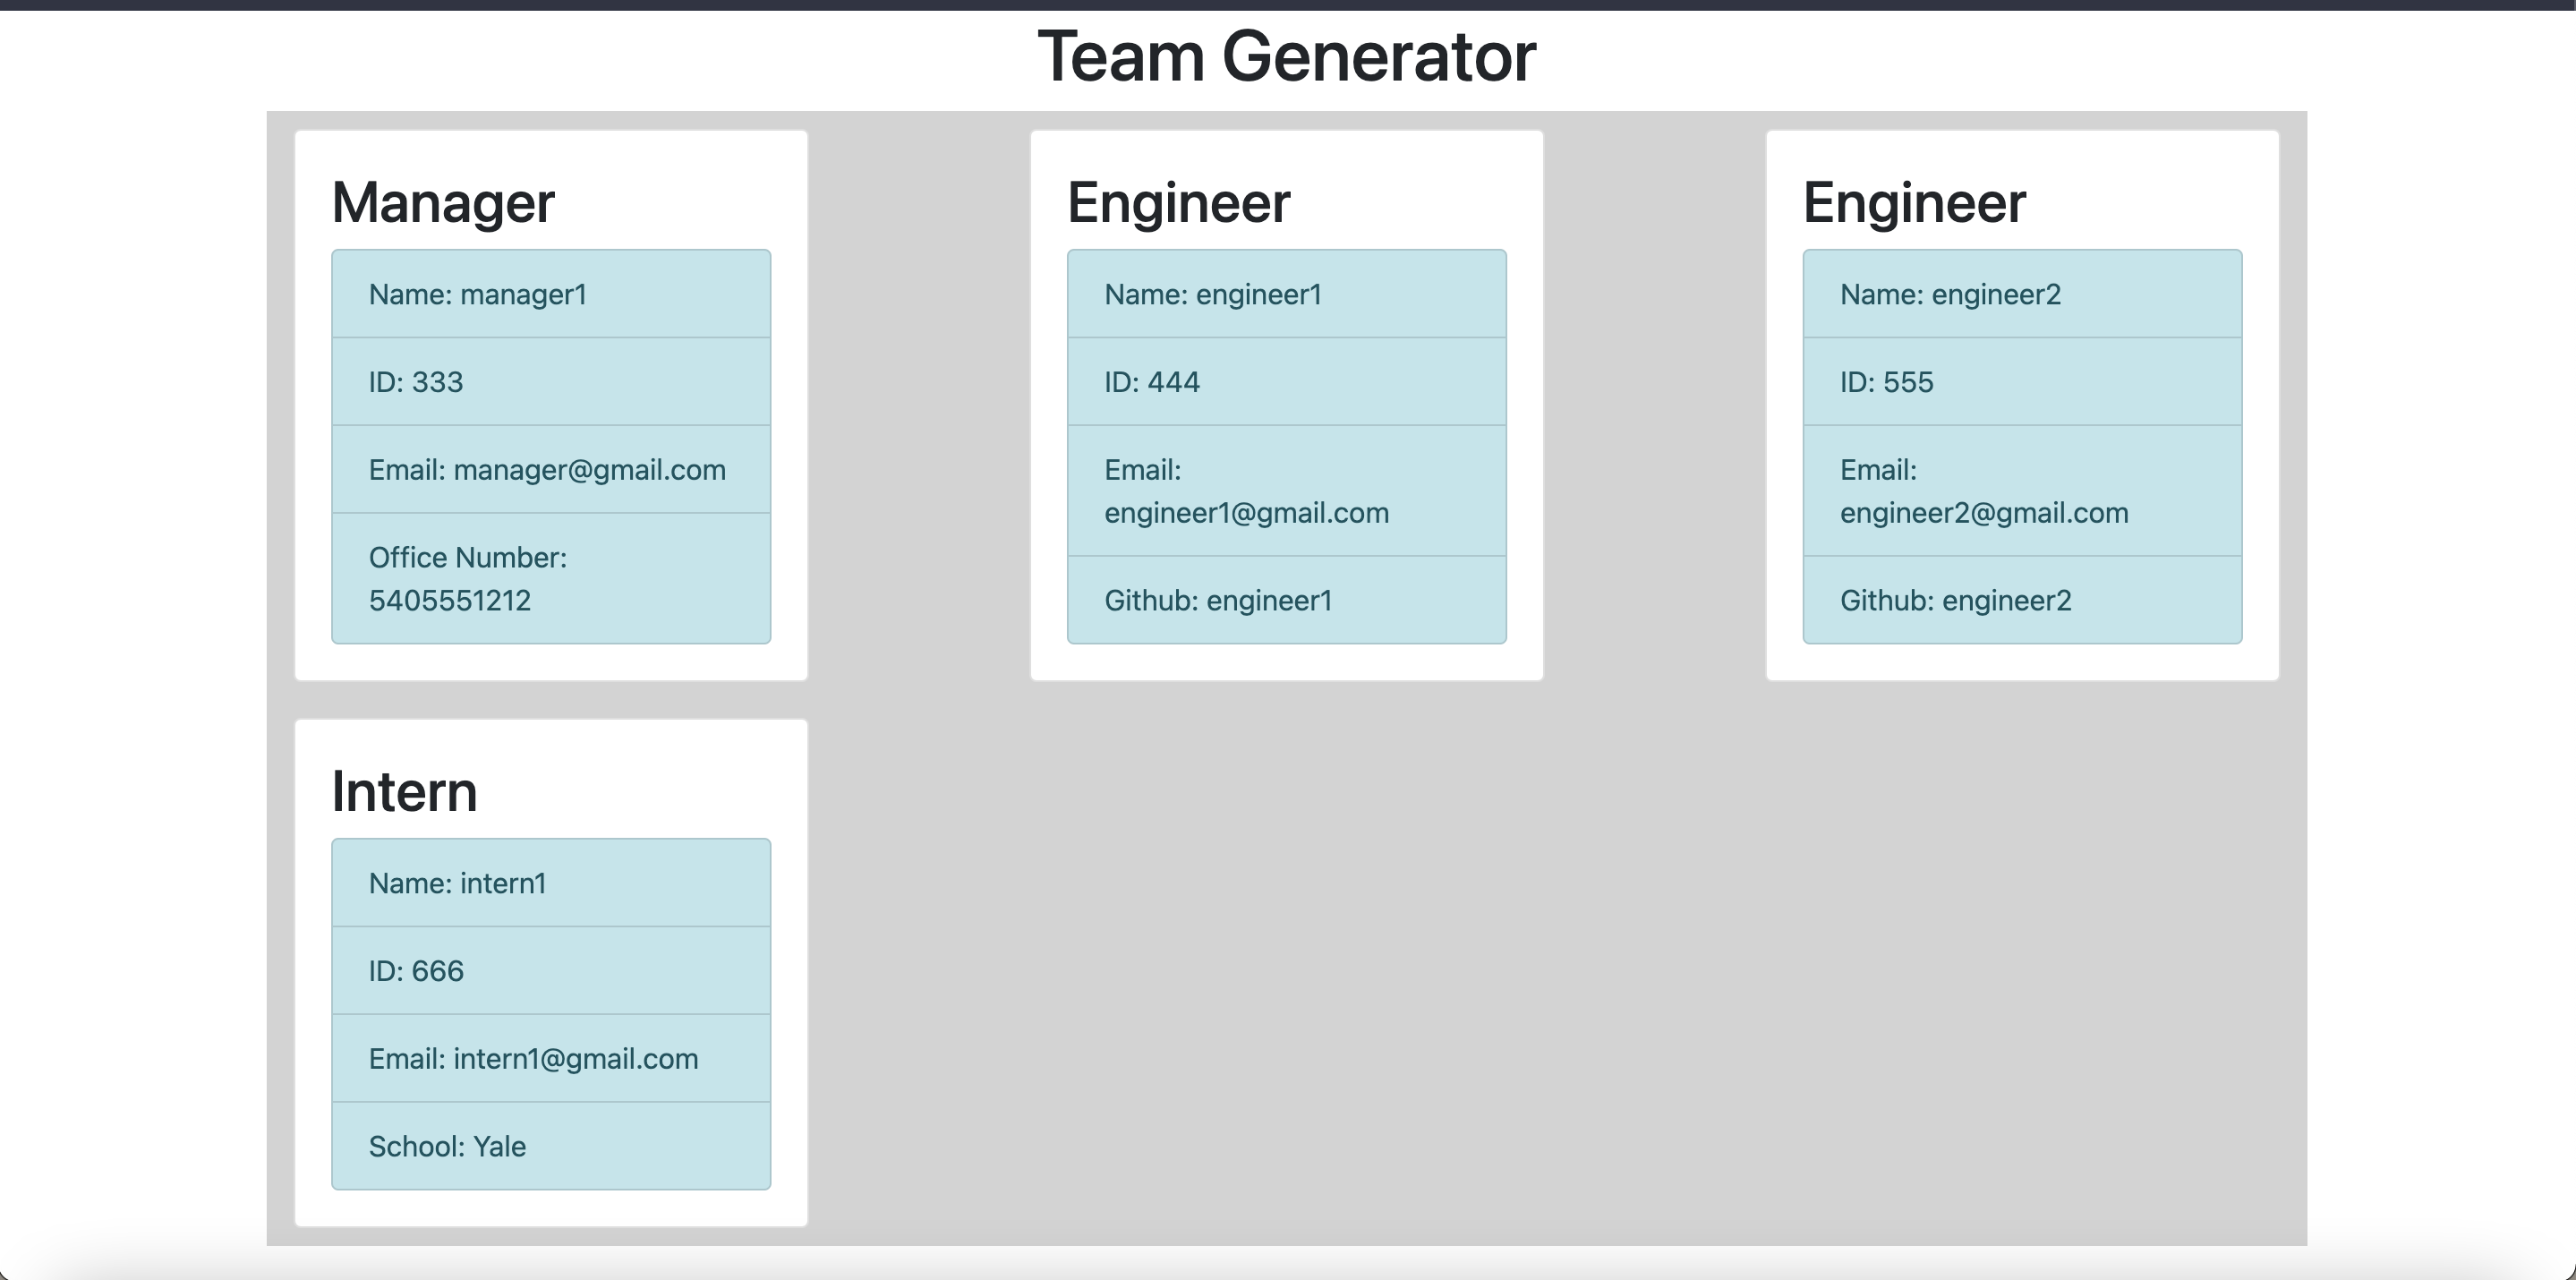 Team Generator
Manager
Name: manager1
ID: 333
Email: manager@gmail.com
Office Number:
5405551212
Engineer
Name: engineer1
ID: 444
Email:
engineer1@gmail.com
Github: engineer1
Engineer
Name: engineer2
ID: 555
Email:
engineer2@gmail.com
Github: engineer2
Intern
Name: intern1
ID: 666
Email: intern1@gmail.com
School: Yale